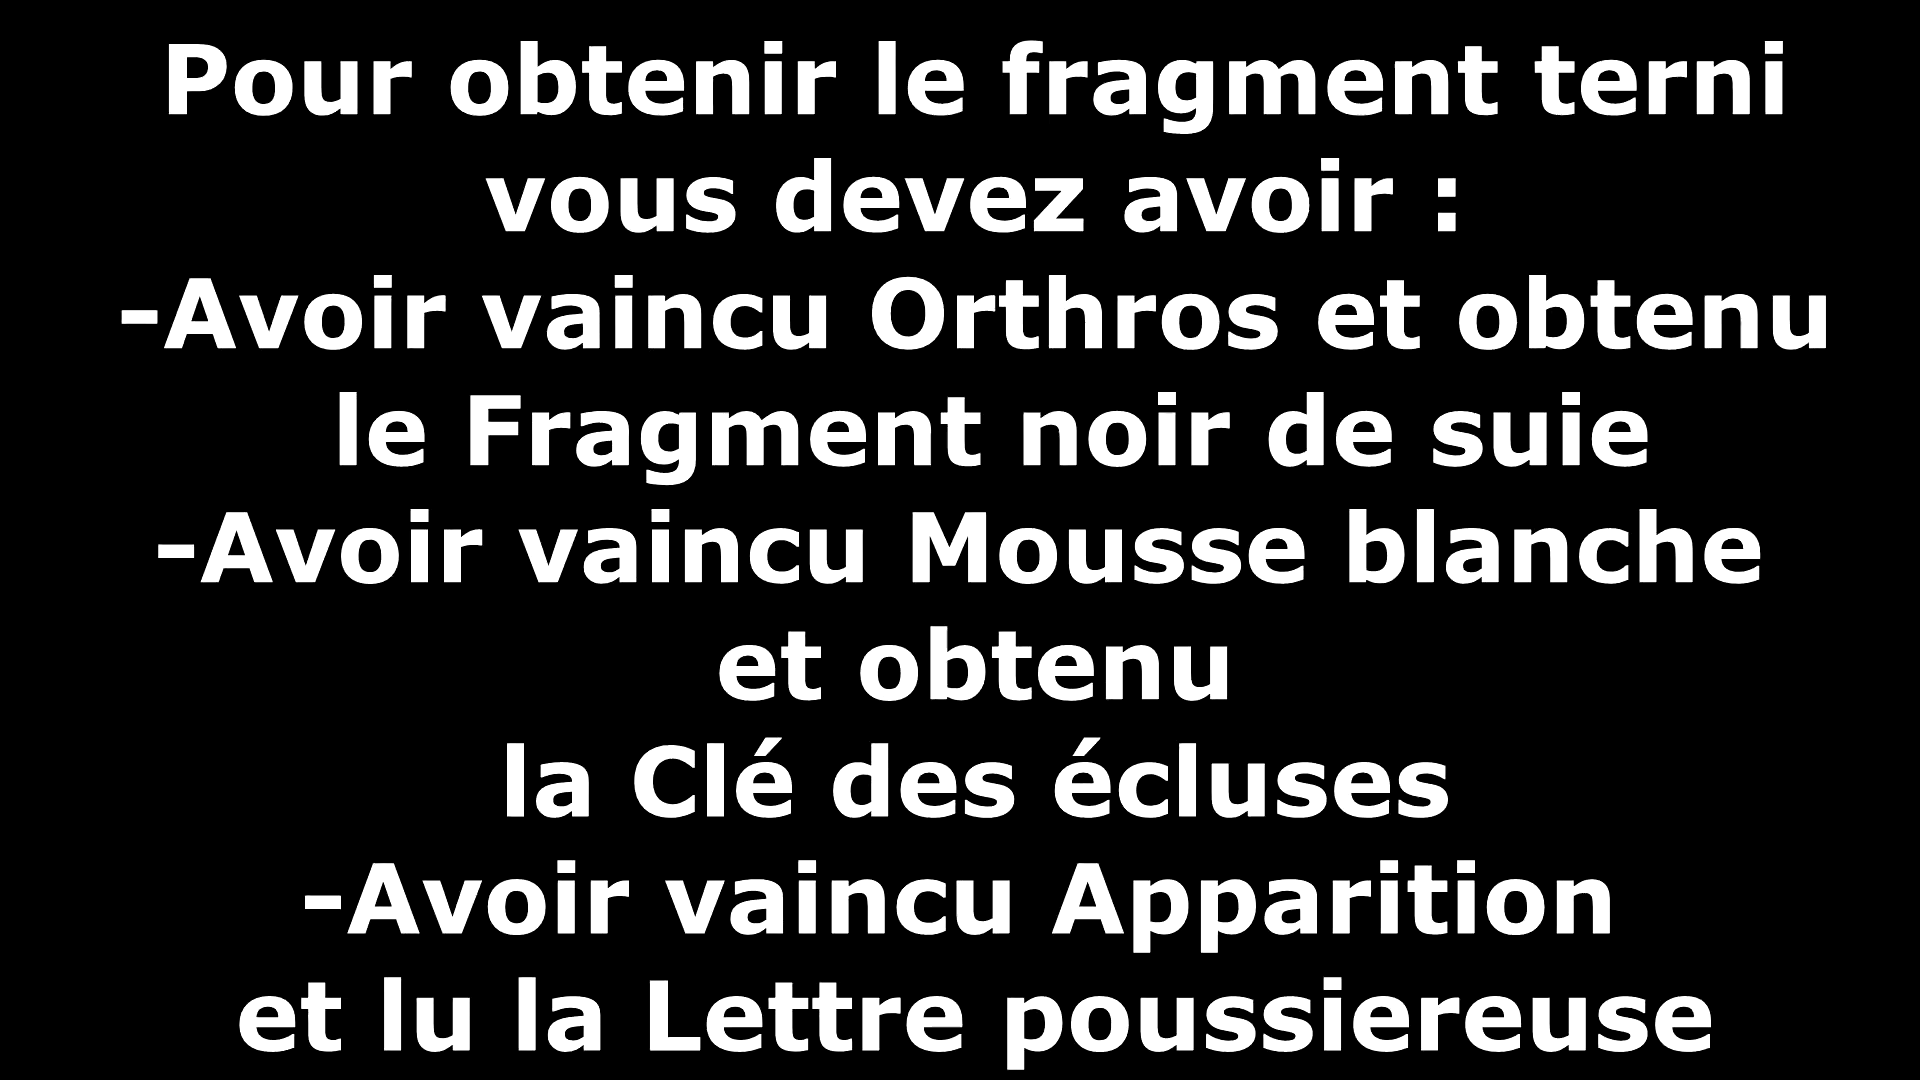 Pour obtenir le fragment terni
vous devez avoir :
-Avoir vaincu Orthros et obtenu
le Fragment noir de suie
-Avoir vaincu Mousse blanche
et obtenu
la Clé des écluses
-Avoir vaincu Apparition
et lu la Lettre poussiereuse